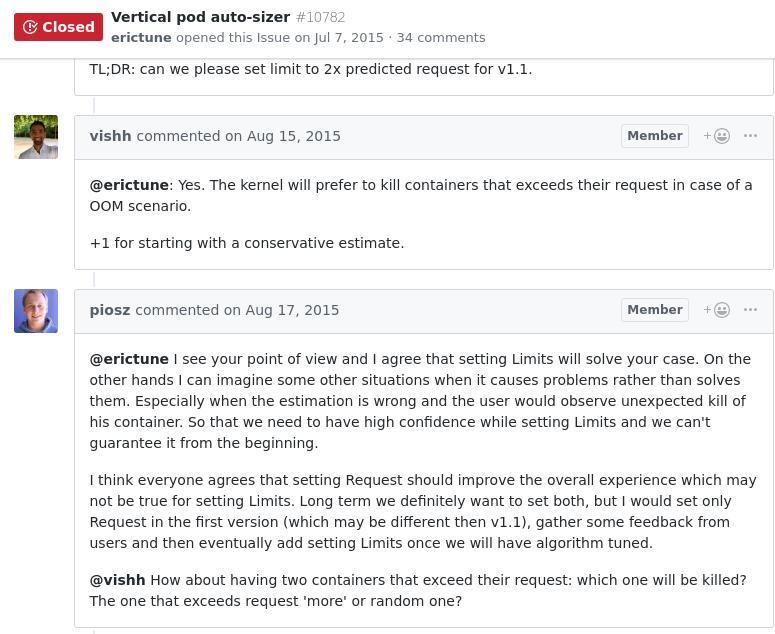 Closed
Vertical pod auto-sizer #10782
erictune opened this Issue on Jul 7, 2015 · 34 comments
TL;DR: can we please set limit to 2x predicted request for v1.1.
vishh commented on Aug 15, 2015
Member
@erictune: Yes. The kernel will prefer to kill containers that exceeds their request in case of a
OOM scenario.
+1 for starting with a conservative estimate.
piosz commented on Aug 17, 2015
Member
@erictune I see your point of view and I agree that setting Limits will solve your case. On the
other hands I can imagine some other situations when it causes problems rather than solves
them. Especially when the estimation is wrong and the user would observe unexpected kill of
his container. So that we need to have high confidence while setting Limits and we can't
guarantee it from the beginning.
I think everyone agrees that setting Request should improve the overall experience which may
not be true for setting Limits. Long term we definitely want to set both, but I would set only
Request in the first version (which may be different then v1.1), gather some feedback from
users and then eventually add setting Limits once we will have algorithm tuned.
@vishh How about having two containers that exceed their request: which one will be killed?
The one that exceeds request 'more' or random one?